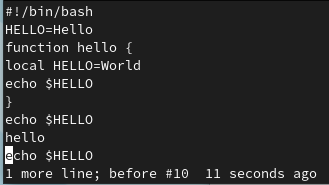 #!/bin/bash
HELLO=Hello
function hello {
local HELLO=World
echo $HELLO
}
echo $HELLO
hello
echo $HELLO
1 more line; before #10  11 seconds ago